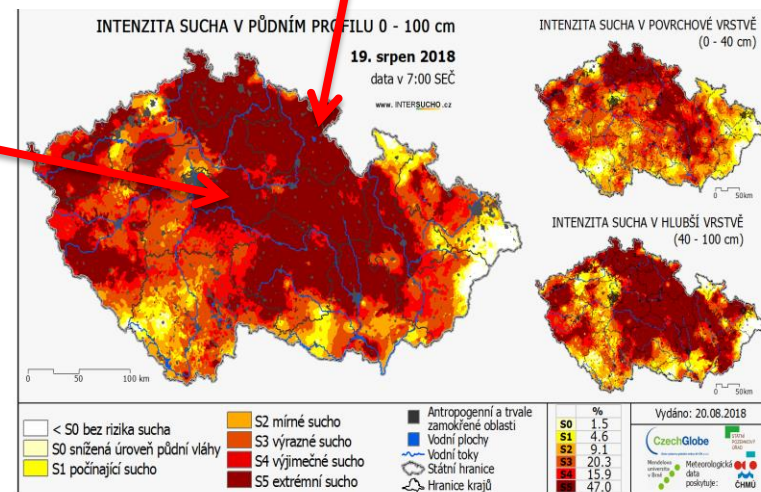 INTENZITA SUCHA V PŮDNÍM PROFILU 0 - 100 cm
19. srpen 2018
data v 7:00 SEČ
www. INTERSUCHO .cz
0 50 100 km
INTENZITA SUCHA V POVRCHOVÉ VRSTVĚ
(0 - 40 cm)
0 50km
INTENZITA SUCHA V HLUBŠÍ VRSTVĚ
(40 - 100 cm)
0 50km
< S0 bez rizika sucha
S0 snížená úroveň půdní vláhy
S1 počínající sucho
S2 mírné sucho
S3 výrazné sucho
S4 výjimečné sucho
S5 extrémní sucho
Antropogenní a trvale
zamokřené oblasti
Vodní plochy
Vodní toky
Státní hranice
Hranice krajů
%
S0 1.5
S1 4.6
S2 9.1
S3 20.3
S4 15.9
S5 47.0
Vydáno: 20.08.2018
CzechGlobe
STÁTNÍ
POZEMKOVÝ
ÚŘAD
Mendelova
univerzita
v Brně
Meteorologická
data
poskytuje:
ČHMÚ